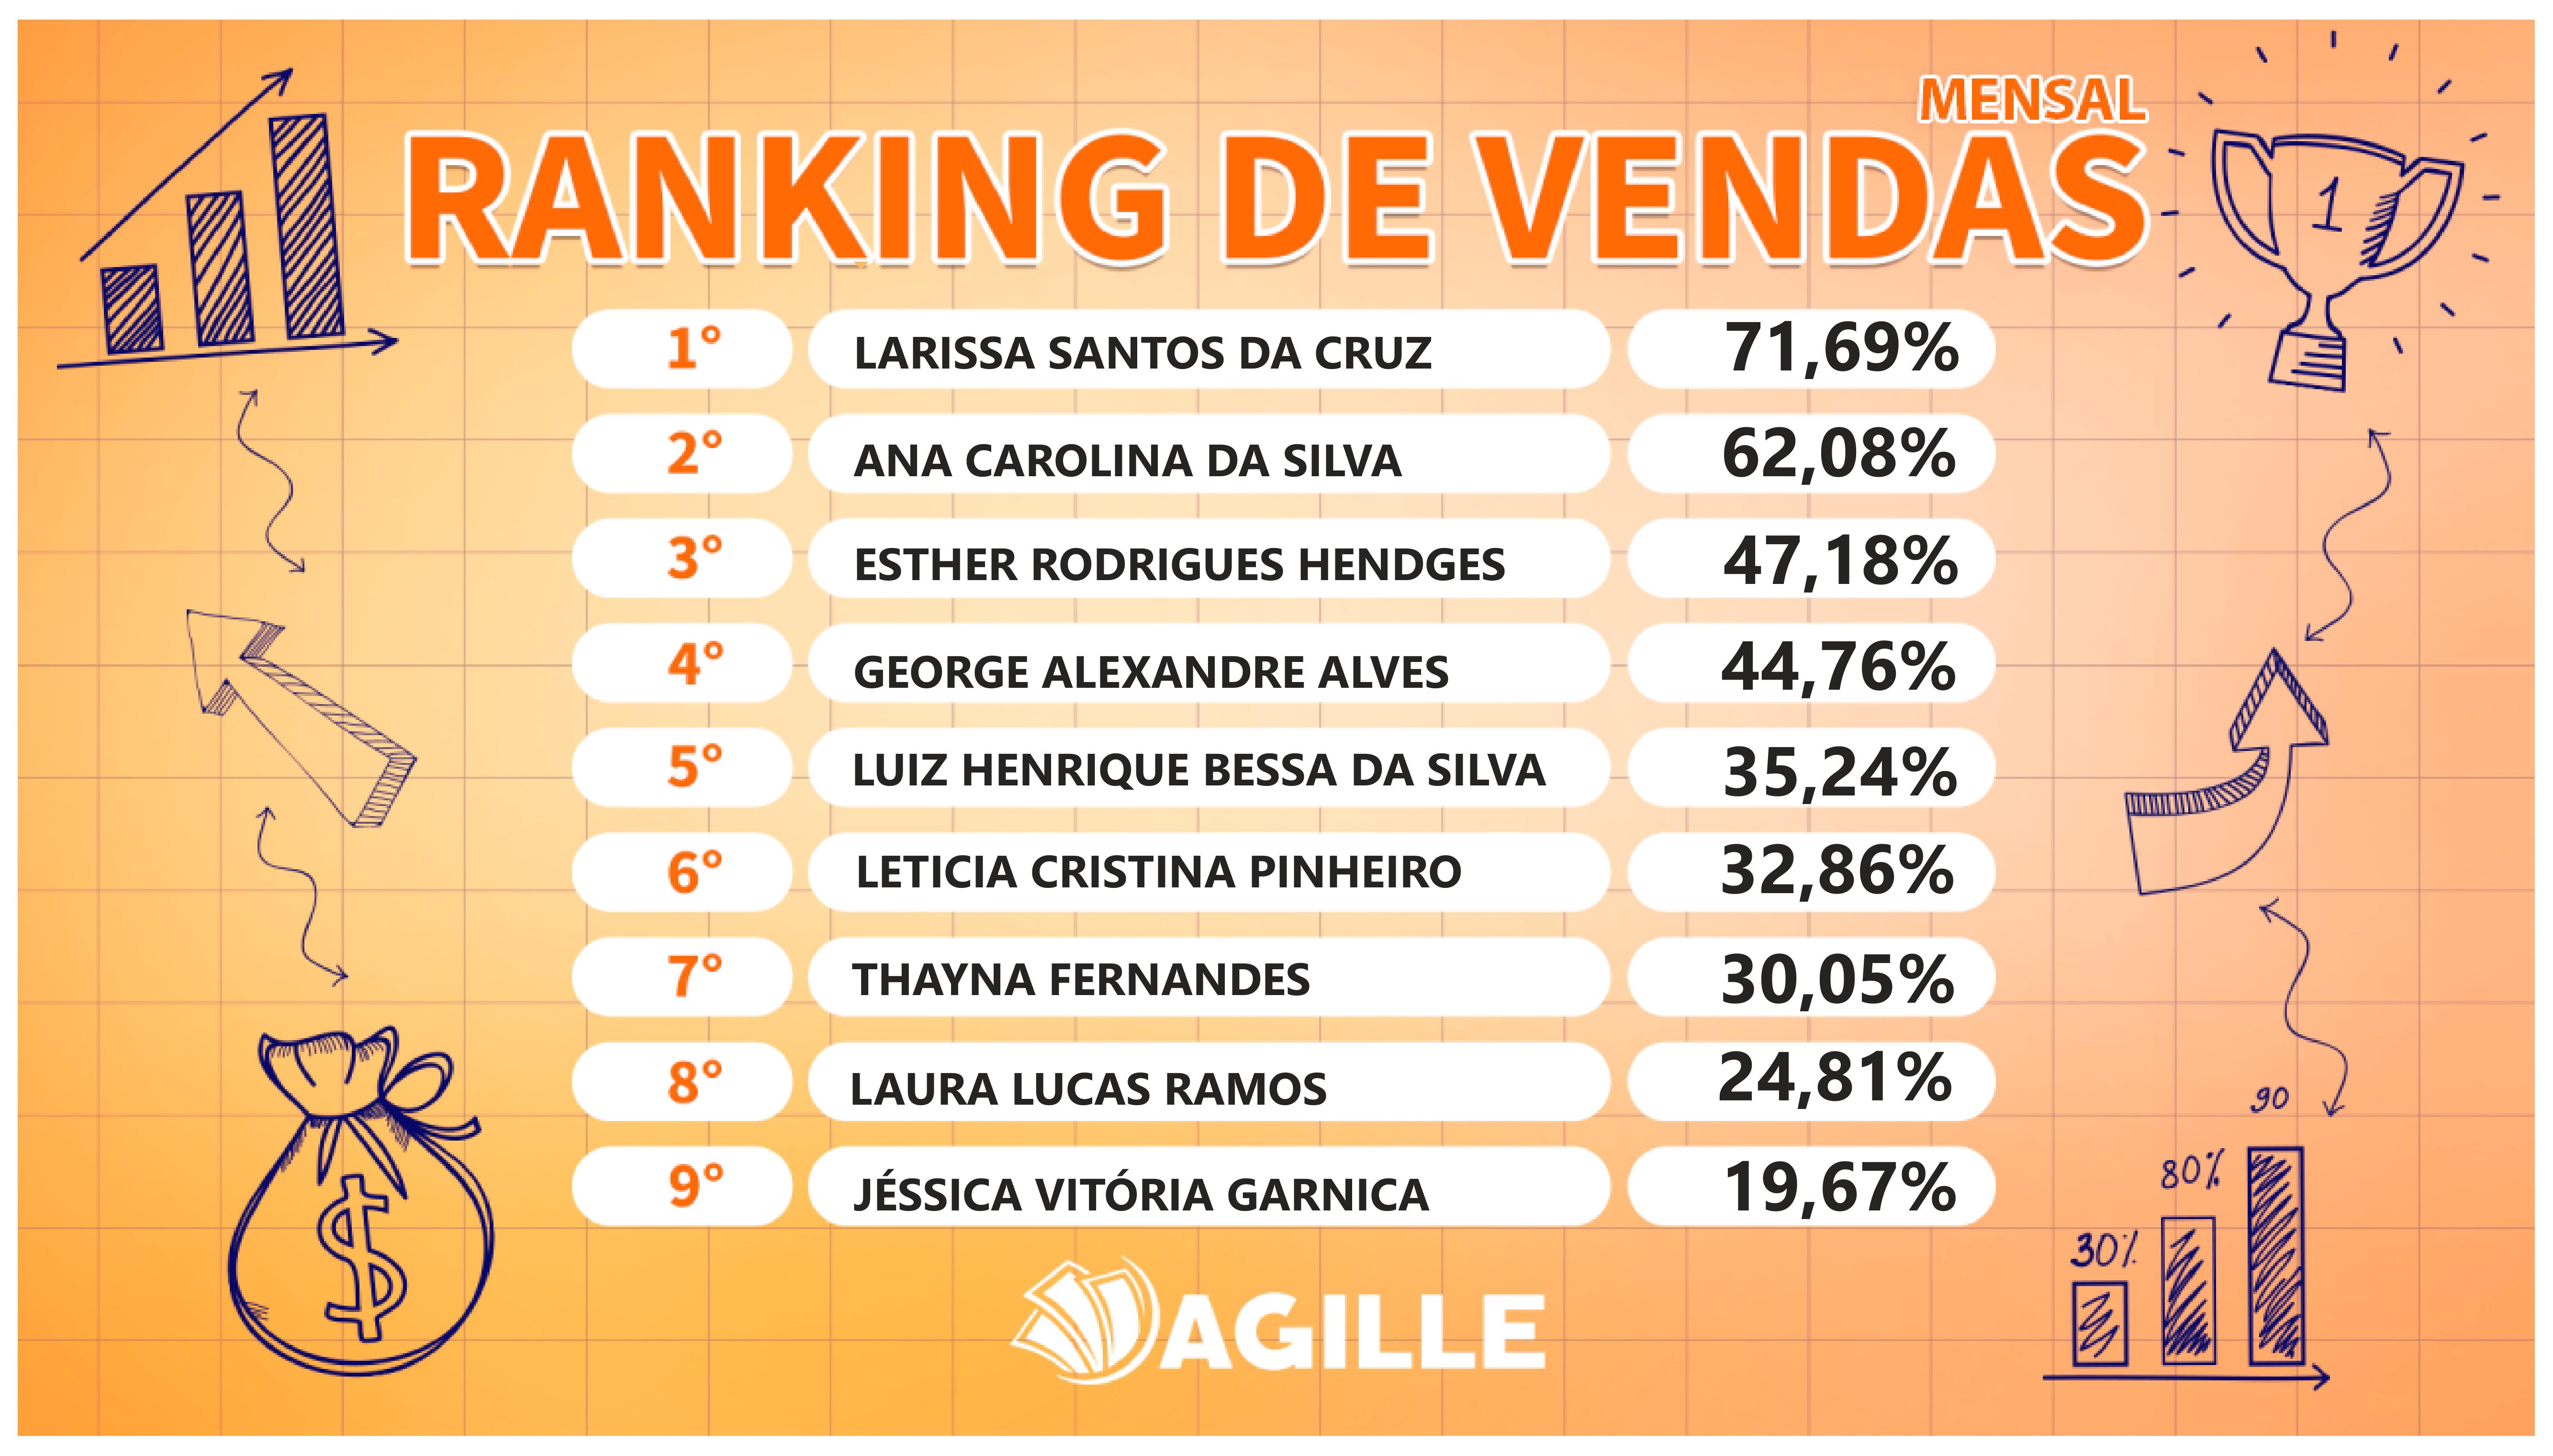 MENSAL
RANKING DE VENDAS
1
1° LARISSA SANTOS DA CRUZ 71,69%
2° ANA CAROLINA DA SILVA 62,08%
3° ESTHER RODRIGUES HENDGES 47,18%
4° GEORGE ALEXANDRE ALVES 44,76%
5° LUIZ HENRIQUE BESSA DA SILVA 35,24%
6° LETICIA CRISTINA PINHEIRO 32,86%
7° THAYNA FERNANDES 30,05%
8° LAURA LUCAS RAMOS 24,81%
9° JÉSSICA VITÓRIA GARNICA 19,67%
$
90
80%
30%
AGILLE